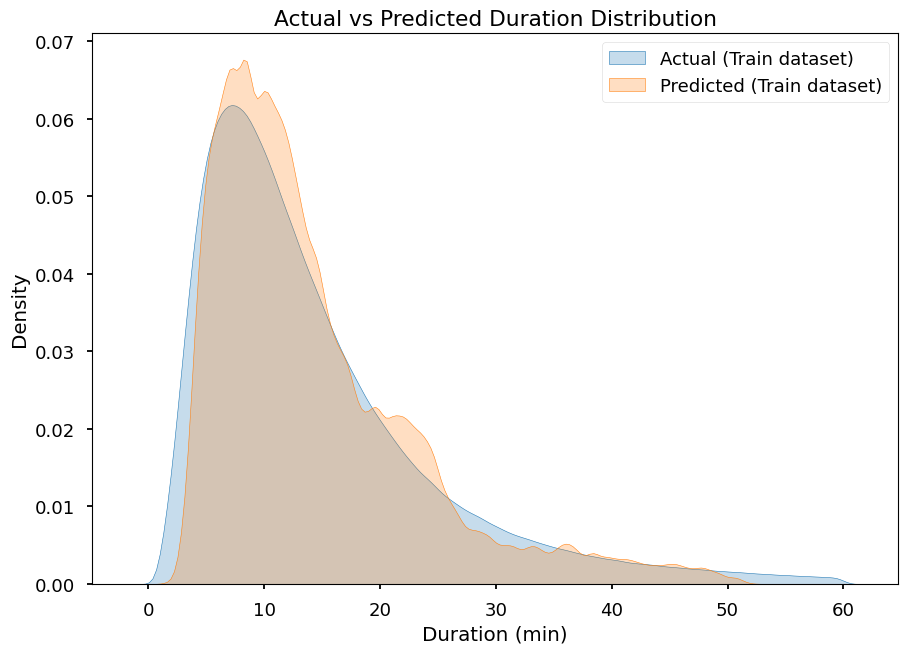 Actual vs Predicted Duration Distribution
Actual (Train dataset)
Predicted (Train dataset)
Density
0.07
0.06
0.05
0.04
0.03
0.02
0.01
0.00
0 10 20 30 40 50 60
Duration (min)